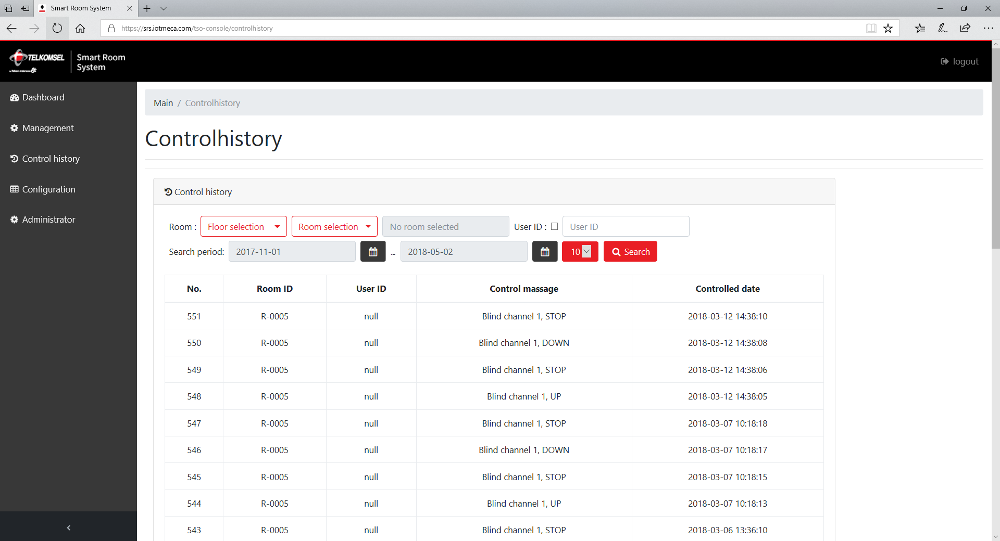 Smart Room System
https://srs.iotmeca.com/tso-console/controlhistory
TELKOMSEL
Smart Room
System
logout
Dashboard
Management
Control history
Configuration
Administrator
Main / Controlhistory
Controlhistory
Control history
Room : Floor selection Room selection No room selected User ID : User ID
Search period: 2017-11-01 ~ 2018-05-02 10 Search
No. Room ID User ID Control massage Controlled date
551 R-0005 null Blind channel 1, STOP 2018-03-12 14:38:10
550 R-0005 null Blind channel 1, DOWN 2018-03-12 14:38:08
549 R-0005 null Blind channel 1, STOP 2018-03-12 14:38:06
548 R-0005 null Blind channel 1, UP 2018-03-12 14:38:05
547 R-0005 null Blind channel 1, STOP 2018-03-07 10:18:18
546 R-0005 null Blind channel 1, DOWN 2018-03-07 10:18:17
545 R-0005 null Blind channel 1, STOP 2018-03-07 10:18:15
544 R-0005 null Blind channel 1, UP 2018-03-07 10:18:13
543 R-0005 null Blind channel 1, STOP 2018-03-06 13:36:10